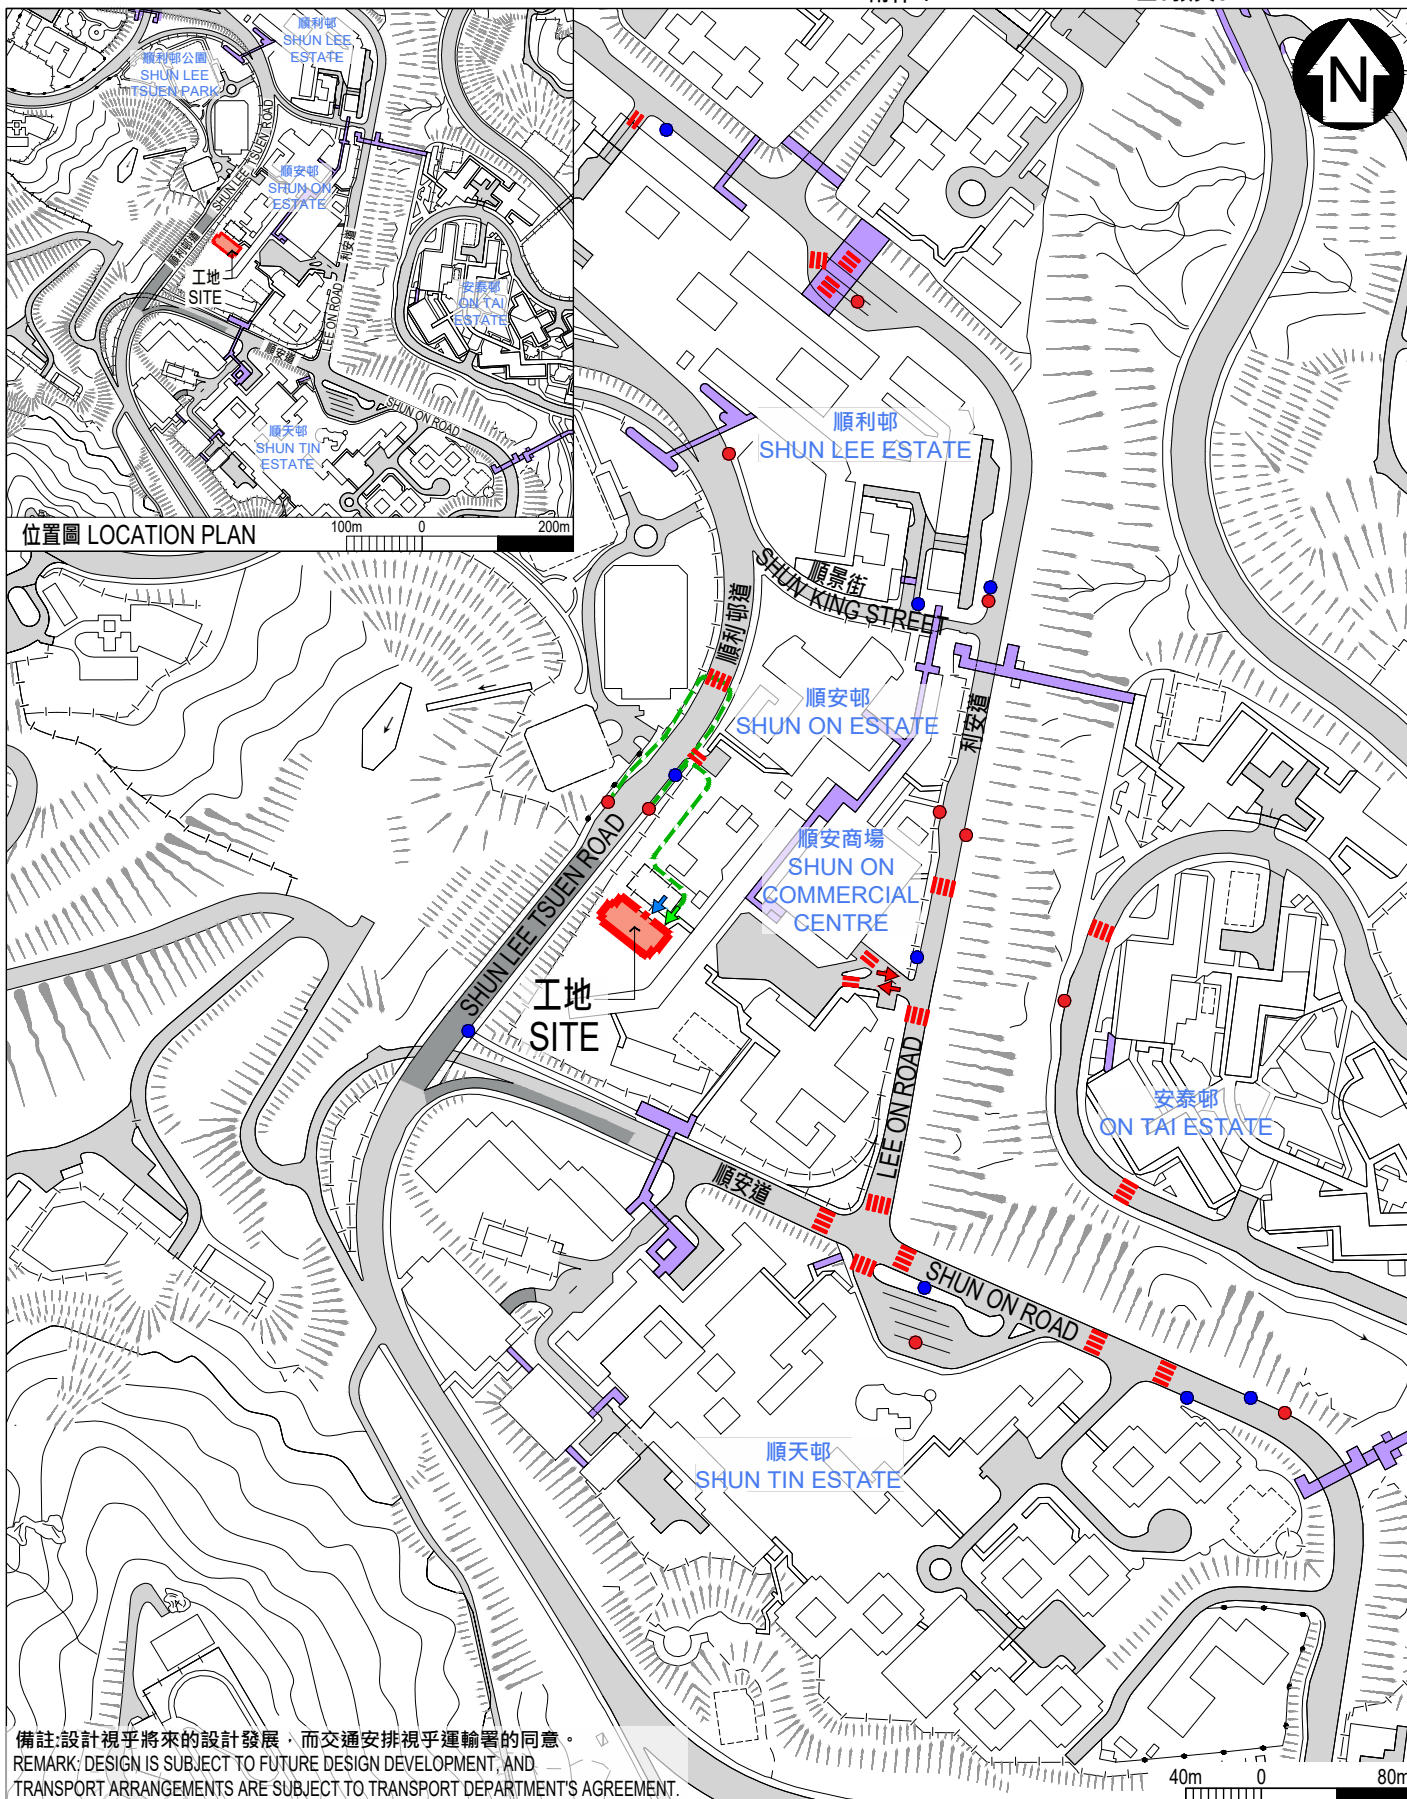 順利邨公園
SHUN LEE
TSUEN PARK
順利邨
SHUN LEE
ESTATE
SHUN LEE TSUEN ROAD
順利邨道
順安邨
SHUN ON
ESTATE
工地
SITE
利安道
LEE ON ROAD
安泰邨
ON TAI
ESTATE
順安道
SHUN ON ROAD
順天邨
SHUN TIN
ESTATE
位置圖 LOCATION PLAN
100m 0 200m
N
順利邨
SHUN LEE ESTATE
順景街
SHUN KING STREET
順利邨道
順安邨
SHUN ON ESTATE
利安道
順安商場
SHUN ON
COMMERCIAL
CENTRE
SHUN LEE TSUEN ROAD
工地
SITE
LEE ON ROAD
安泰邨
ON TAI ESTATE
順安道
SHUN ON ROAD
順天邨
SHUN TIN ESTATE
備註:設計視乎將來的設計發展，而交通安排視乎運輸署的同意。
REMARK: DESIGN IS SUBJECT TO FUTURE DESIGN DEVELOPMENT, AND
TRANSPORT ARRANGEMENTS ARE SUBJECT TO TRANSPORT DEPARTMENT'S AGREEMENT.
40m 0 80m